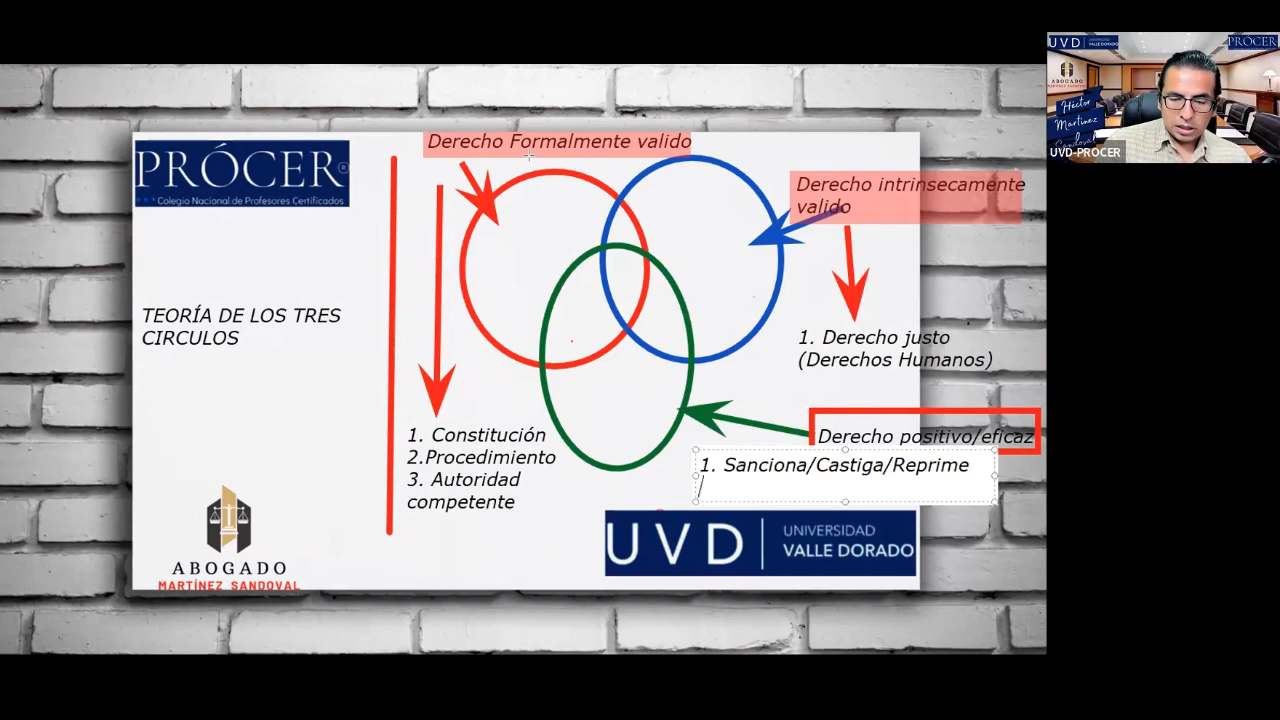 Derecho Formalmente valido
PRÓCER®
Colegio Nacional de Profesores Certificados
Derecho intrinsecamente
valido
TEORÍA DE LOS TRES
CIRCULOS
1. Derecho justo
(Derechos Humanos)
1. Constitución
2.Procedimiento
3. Autoridad
competente
Derecho positivo/eficaz
1. Sanciona/Castiga/Reprime
UVD
UNIVERSIDAD
VALLE DORADO
ABOGADO
MARTÍNEZ SANDOVAL
UVD
UNIVERSIDAD
VALLE DORADO
PRÓCER
ABOGADO
Héctor
Martínez
Sandoval
UVD-PROCER